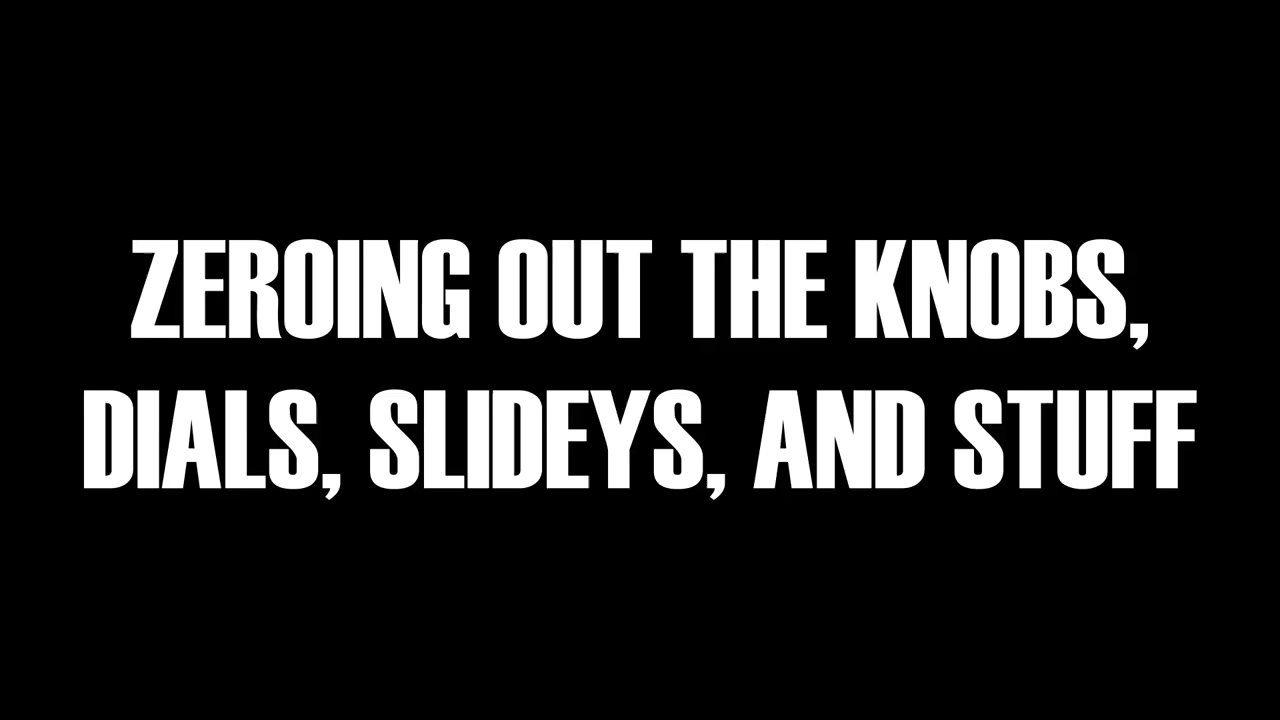 ZEROING OUT THE KNOBS,
DIALS, SLIDEYS, AND STUFF